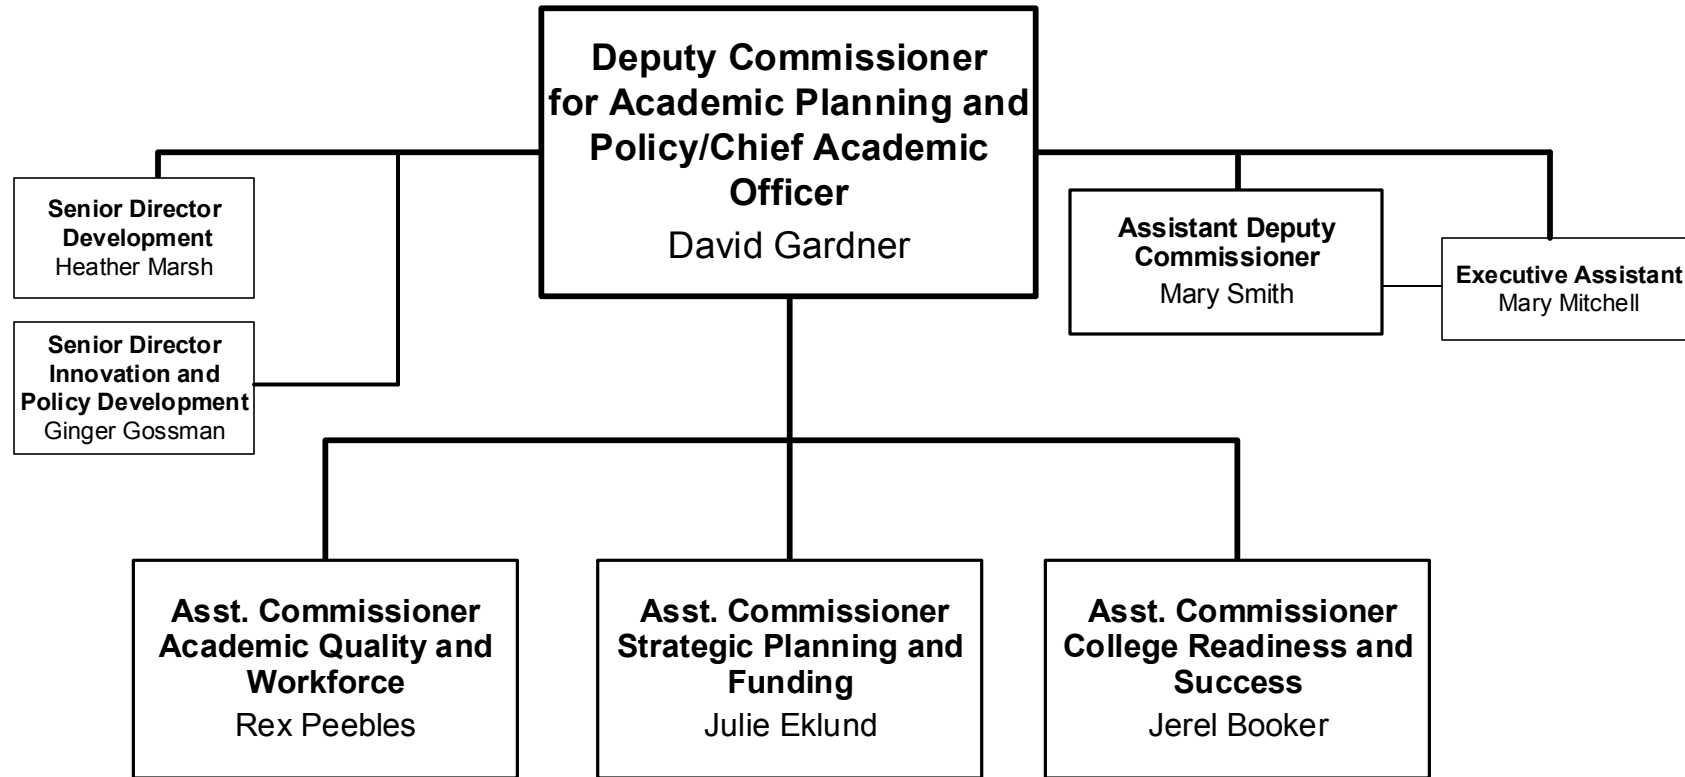 Deputy Commissioner
for Academic Planning and
Policy/Chief Academic
Officer
David Gardner
Senior Director
Development
Heather Marsh
Senior Director
Innovation and
Policy Development
Ginger Gossman
Assistant Deputy
Commissioner
Mary Smith
Executive Assistant
Mary Mitchell
Asst. Commissioner
Academic Quality and
Workforce
Rex Peebles
Asst. Commissioner
Strategic Planning and
Funding
Julie Eklund
Asst. Commissioner
College Readiness and
Success
Jerel Booker